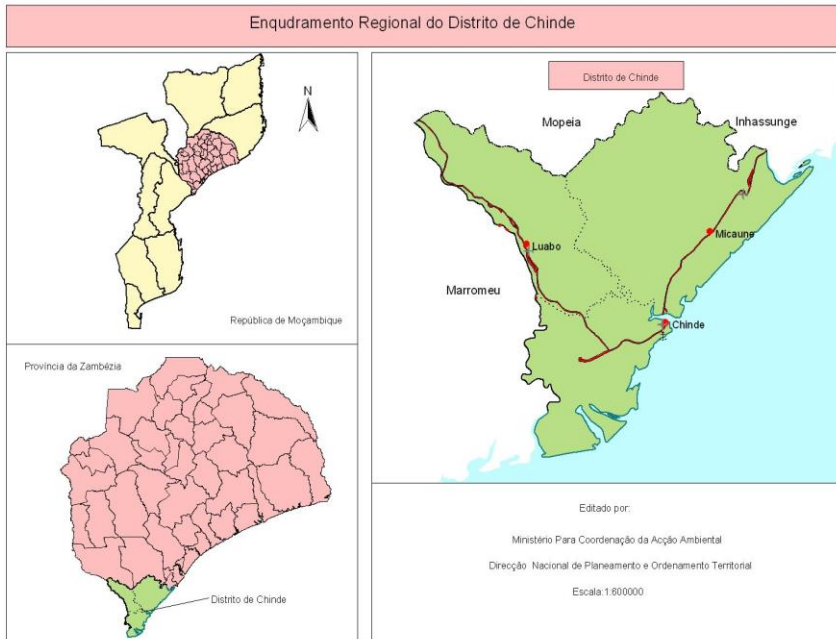 Enqudramento Regional do Distrito de Chinde
N
República de Moçambique
Província da Zambézia
Distrito de Chinde
Distrito de Chinde
Mopeia
Inhassunge
Luabo
Micaune
Marromeu
Chinde
Editado por:
Ministério Para Coordenação da Acção Ambiental
Direcção Nacional de Planeamento e Ordenamento Territorial
Escala:1:600000